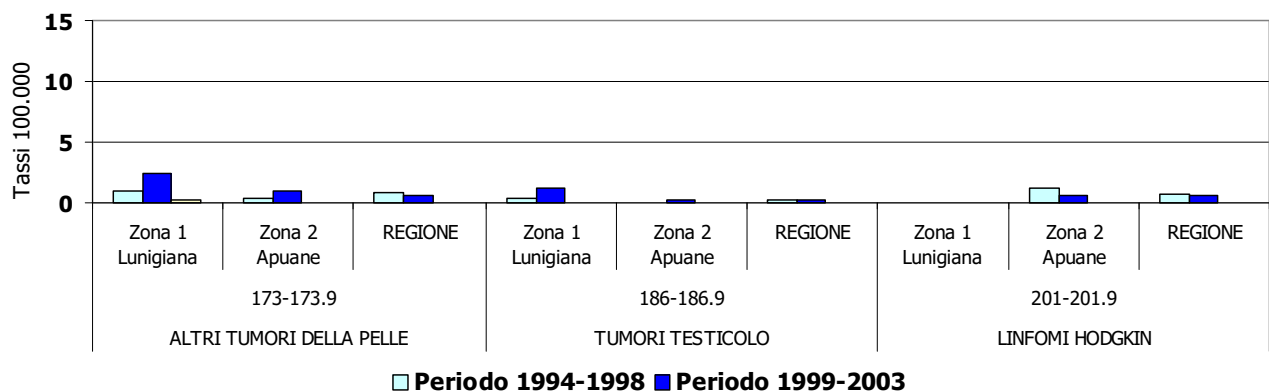 15
10
5
0
Tassi 100.000
Zona 1 Lunigiana
Zona 2 Apuane
REGIONE
Zona 1 Lunigiana
Zona 2 Apuane
REGIONE
Zona 1 Lunigiana
Zona 2 Apuane
REGIONE
173-173.9
186-186.9
201-201.9
ALTRI TUMORI DELLA PELLE
TUMORI TESTICOLO
LINFOMI HODGKIN
Periodo 1994-1998
Periodo 1999-2003